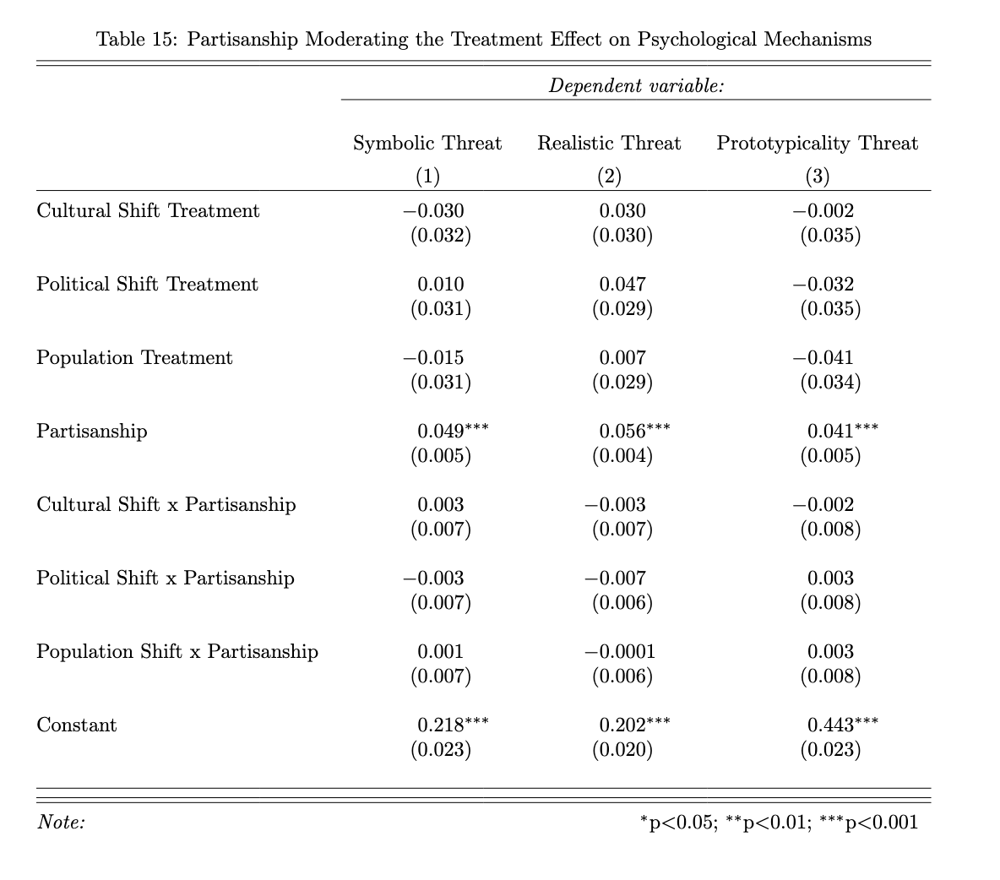 Table 15: Partisanship Moderating the Treatment Effect on Psychological Mechanisms
Dependent variable:
Symbolic Threat Realistic Threat Prototypicality Threat
(1) (2) (3)
Cultural Shift Treatment −0.030 0.030 −0.002
(0.032) (0.030) (0.035)
Political Shift Treatment 0.010 0.047 −0.032
(0.031) (0.029) (0.035)
Population Treatment −0.015 0.007 −0.041
(0.031) (0.029) (0.034)
Partisanship 0.049*** 0.056*** 0.041***
(0.005) (0.004) (0.005)
Cultural Shift x Partisanship 0.003 −0.003 −0.002
(0.007) (0.007) (0.008)
Political Shift x Partisanship −0.003 −0.007 0.003
(0.007) (0.006) (0.008)
Population Shift x Partisanship 0.001 −0.0001 0.003
(0.007) (0.006) (0.008)
Constant 0.218*** 0.202*** 0.443***
(0.023) (0.020) (0.023)
Note: *p<0.05; **p<0.01; ***p<0.001